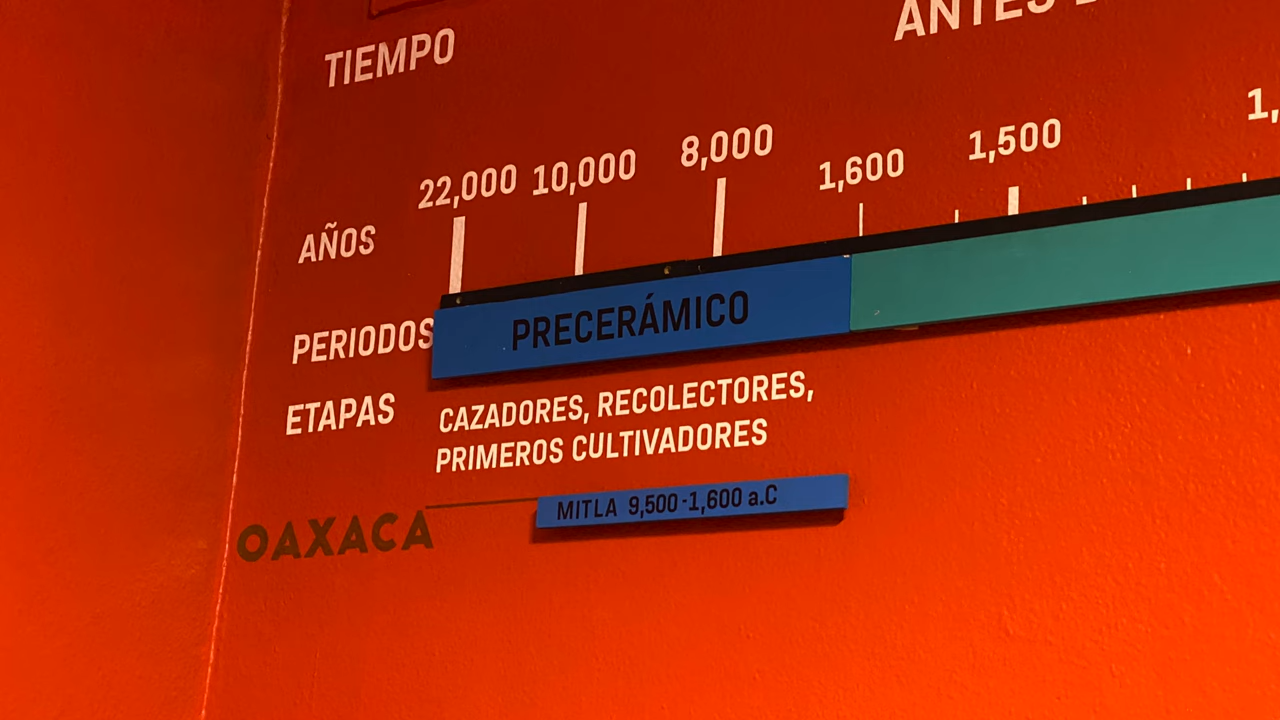 ANTES
TIEMPO
22,000 10,000 8,000 1,600 1,500
AÑOS
PERIODOS
PRECERÁMICO
ETAPAS
CAZADORES, RECOLECTORES,
PRIMEROS CULTIVADORES
OAXACA
MITLA 9,500-1,600 a.C